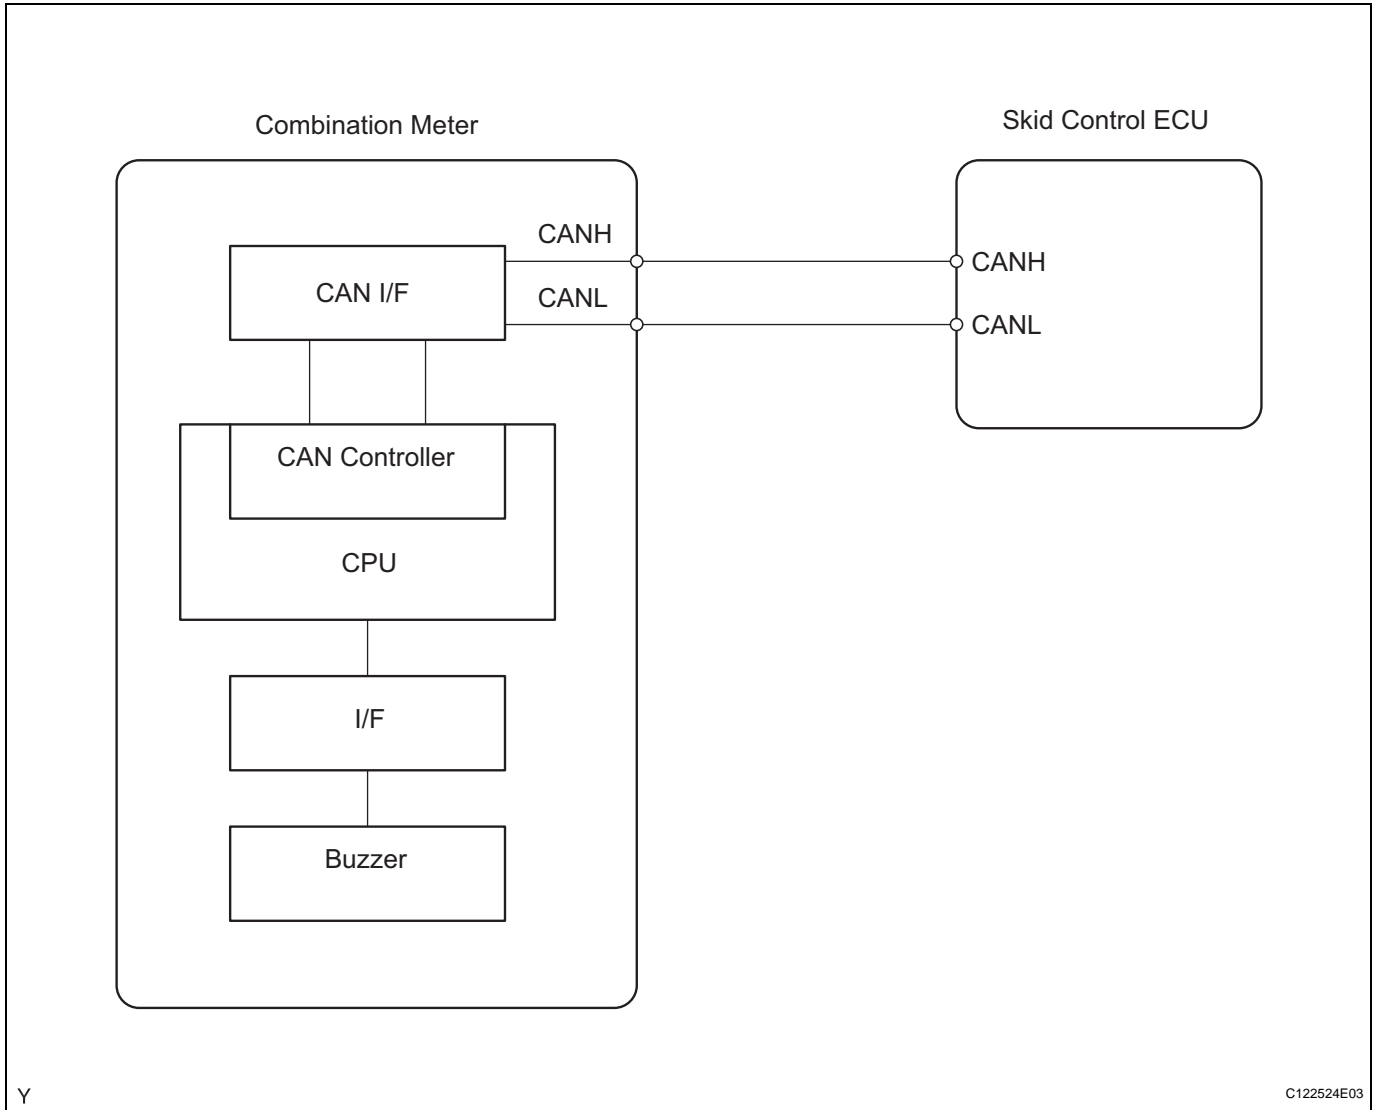 Combination Meter
Skid Control ECU
CANH
CANH
CAN I/F
CANL
CANL
CAN Controller
CPU
I/F
Buzzer
Y
C122524E03